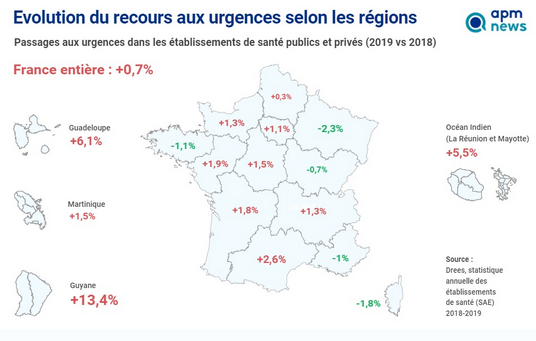 Evolution du recours aux urgences selon les régions
apm
news
Passages aux urgences dans les établissements de santé publics et privés (2019 vs 2018)
France entière : +0,7%
+0,3%
Guadeloupe
+6,1%
+1,3%
+1,1%
-2,3%
Océan Indien
(La Réunion et Mayotte)
+5,5%
-1,1%
+1,9%
+1,5%
-0,7%
Martinique
+1,5%
+1,8%
+1,3%
+2,6%
-1%
Source :
Drees, statistique
annuelle des
établissements
de santé (SAE)
2018-2019
Guyane
+13,4%
-1,8%